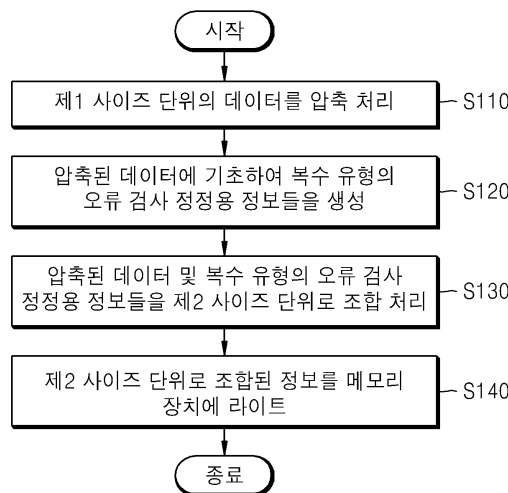 시작
제1 사이즈 단위의 데이터를 압축 처리
S110
압축된 데이터에 기초하여 복수 유형의
오류 검사 정정용 정보들을 생성
S120
압축된 데이터 및 복수 유형의 오류 검사
정정용 정보들을 제2 사이즈 단위로 조합 처리
S130
제2 사이즈 단위로 조합된 정보를 메모리
장치에 라이트
S140
종료